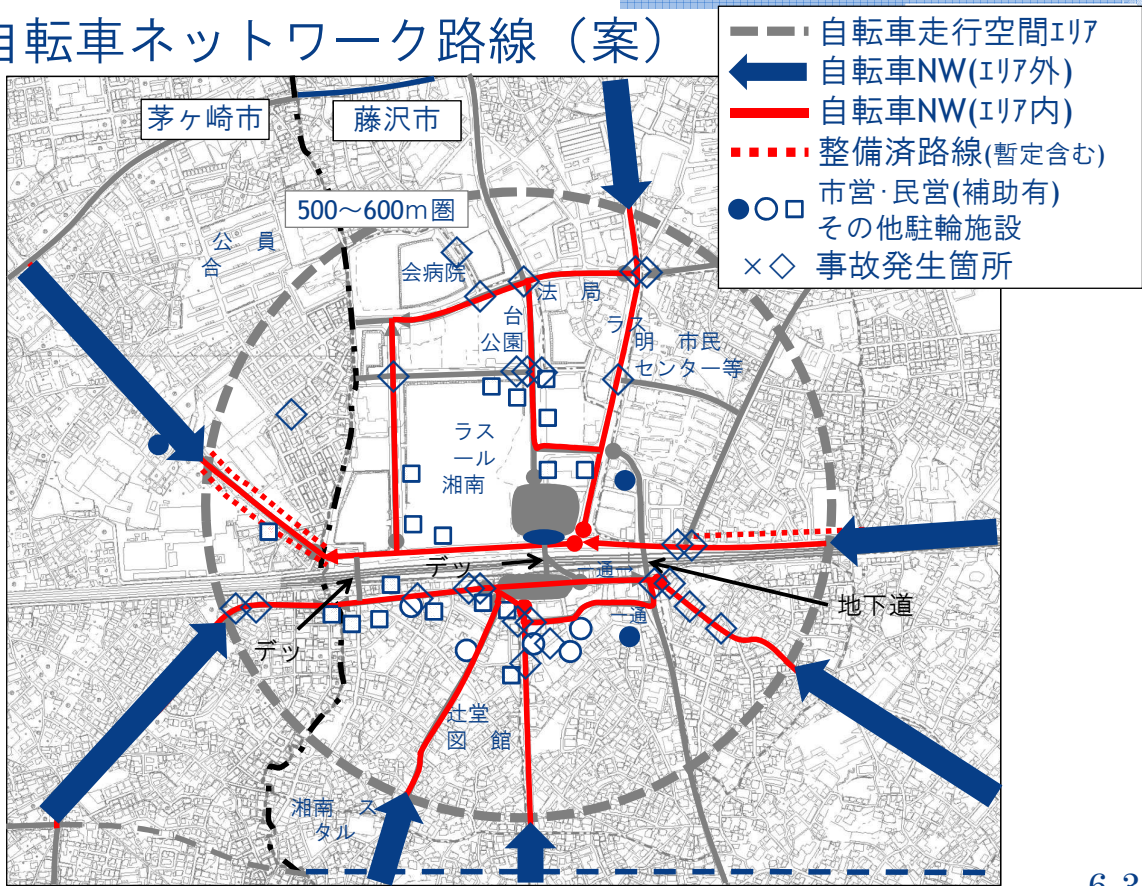 自転車ネットワーク路線（案）
自転車走行空間ｴﾘｱ
自転車NW(ｴﾘｱ外)
自転車NW(ｴﾘｱ内)
整備済路線(暫定含む)
市営･民営(補助有)
その他駐輪施設
×◇ 事故発生箇所
茅ヶ崎市
藤沢市
500～600m圏
公 員
合
会病院
法 局
台
公園
ラス
明 市民
センター等
ラス
ール
湘南
デッ
一通→
地下道
一通
デッ
辻堂
図 館
湘南 ス
タル
6-3